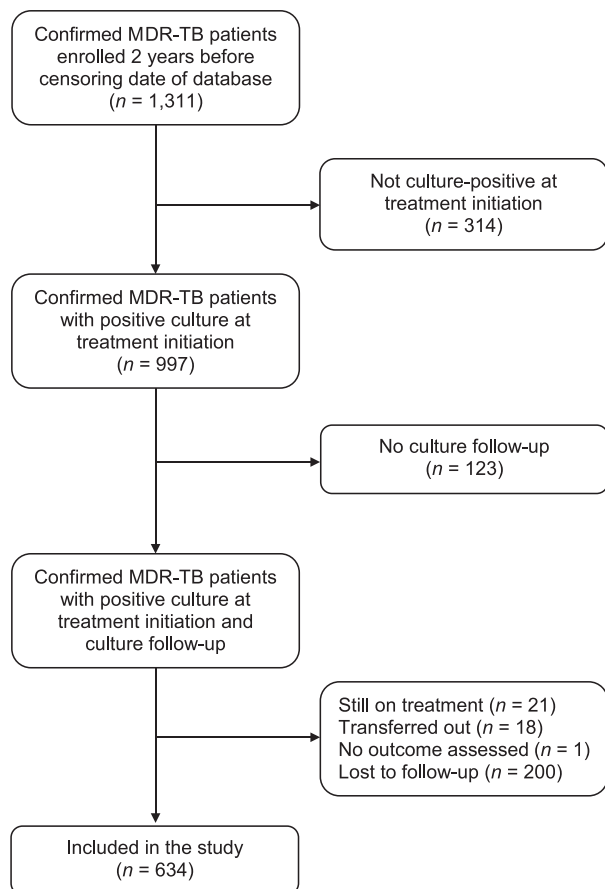 Confirmed MDR-TB patients
enrolled 2 years before
censoring date of database
(n = 1,311)
Not culture-positive at
treatment initiation
(n = 314)
Confirmed MDR-TB patients
with positive culture at
treatment initiation
(n = 997)
No culture follow-up
(n = 123)
Confirmed MDR-TB patients
with positive culture at
treatment initiation and
culture follow-up
Still on treatment (n = 21)
Transferred out (n = 18)
No outcome assessed (n = 1)
Lost to follow-up (n = 200)
Included in the study
(n = 634)